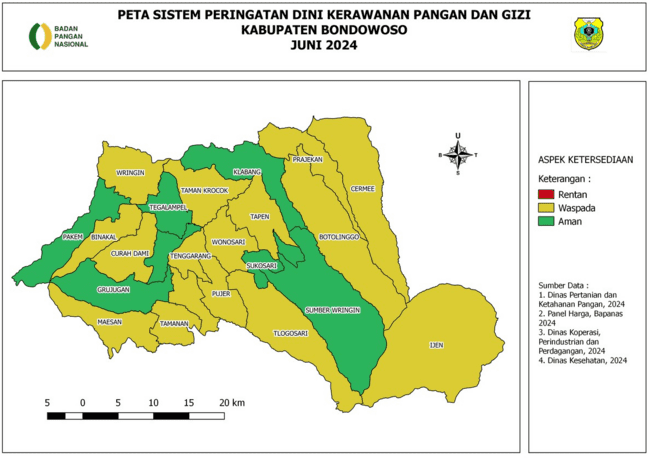 BADAN
PANGAN
NASIONAL
PETA SISTEM PERINGATAN DINI KERAWANAN PANGAN DAN GIZI
KABUPATEN BONDOWOSO
JUNI 2024
U
B
T
S
WRINGIN
KLABANG
PRAJEKAN
CERMEE
TAMAN KROCOK
TEGALAMPEL
TAPEN
PAKEM
BINAKAL
BOTOLINGGO
WONOSARI
CURAH DAMI
TENGGARANG
SUKOSARI
GRUJUGAN
PUJER
SUMBER WRINGIN
MAESAN
TAMANAN
TLOGOSARI
IJEN
5 0 5 10 15 20 km
ASPEK KETERSEDIAAN
Keterangan :
Rentan
Waspada
Aman
Sumber Data :
1. Dinas Pertanian dan
Ketahanan Pangan, 2024
2. Panel Harga, Bapanas
2024
3. Dinas Koperasi,
Perindustrian dan
Perdagangan, 2024
4. Dinas Kesehatan, 2024